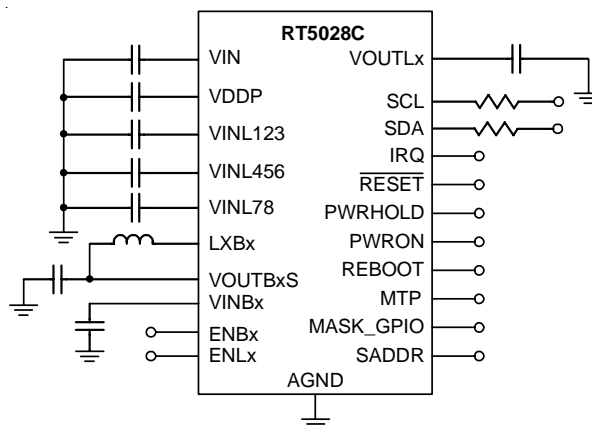 RT5028C
VIN
VDDP
VINL123
VINL456
VINL78
LXBx
VOUTBxS
VINBx
ENBx
ENLx
VOUTLx
SCL
SDA
IRQ
RESET
PWRHOLD
PWRON
REBOOT
MTP
MASK_GPIO
SADDR
AGND